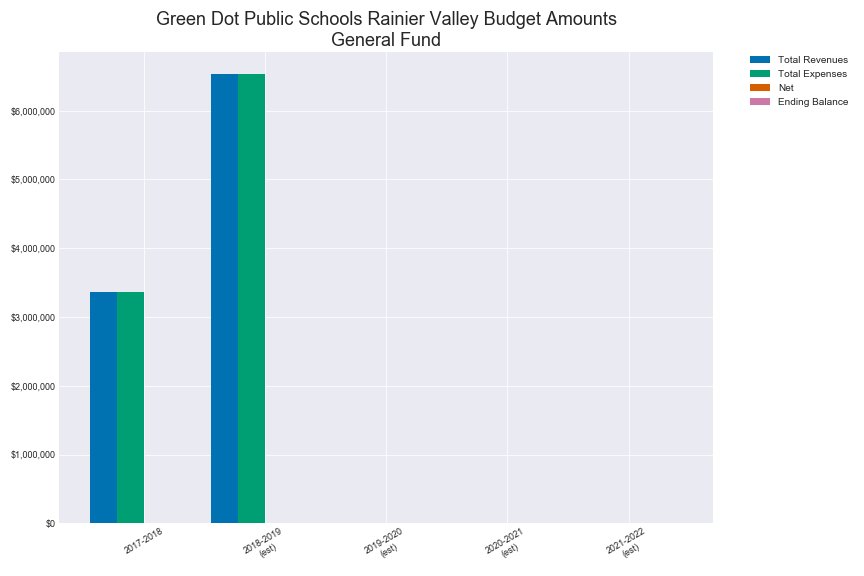 Green Dot Public Schools Rainier Valley Budget Amounts
General Fund
Total Revenues
Total Expenses
Net
Ending Balance
$6,000,000
$5,000,000
$4,000,000
$3,000,000
$2,000,000
$1,000,000
$0
2017-2018
2018-2019
(est)
2019-2020
(est)
2020-2021
(est)
2021-2022
(est)